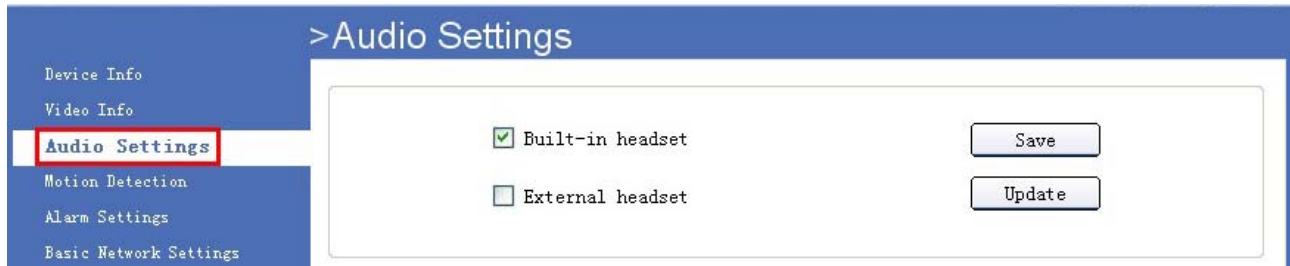 >Audio Settings
Device Info
Video Info
Audio Settings
Motion Detection
Alarm Settings
Basic Network Settings
Built-in headset
Save
External headset
Update